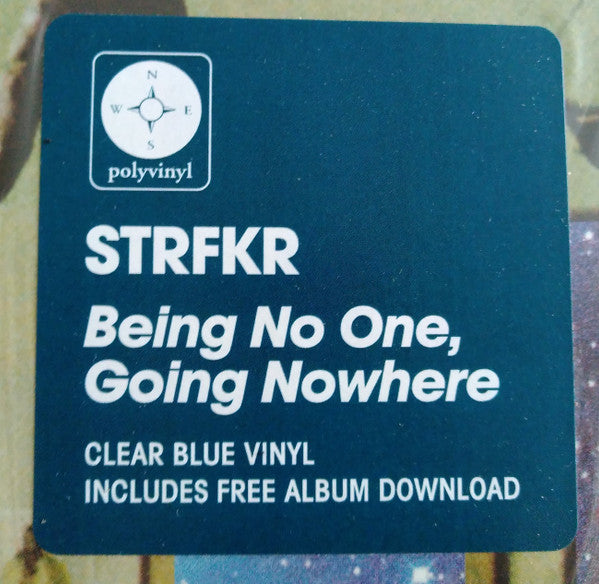 N
W E
S
polyvinyl
STRFKR
Being No One,
Going Nowhere
CLEAR BLUE VINYL
INCLUDES FREE ALBUM DOWNLOAD